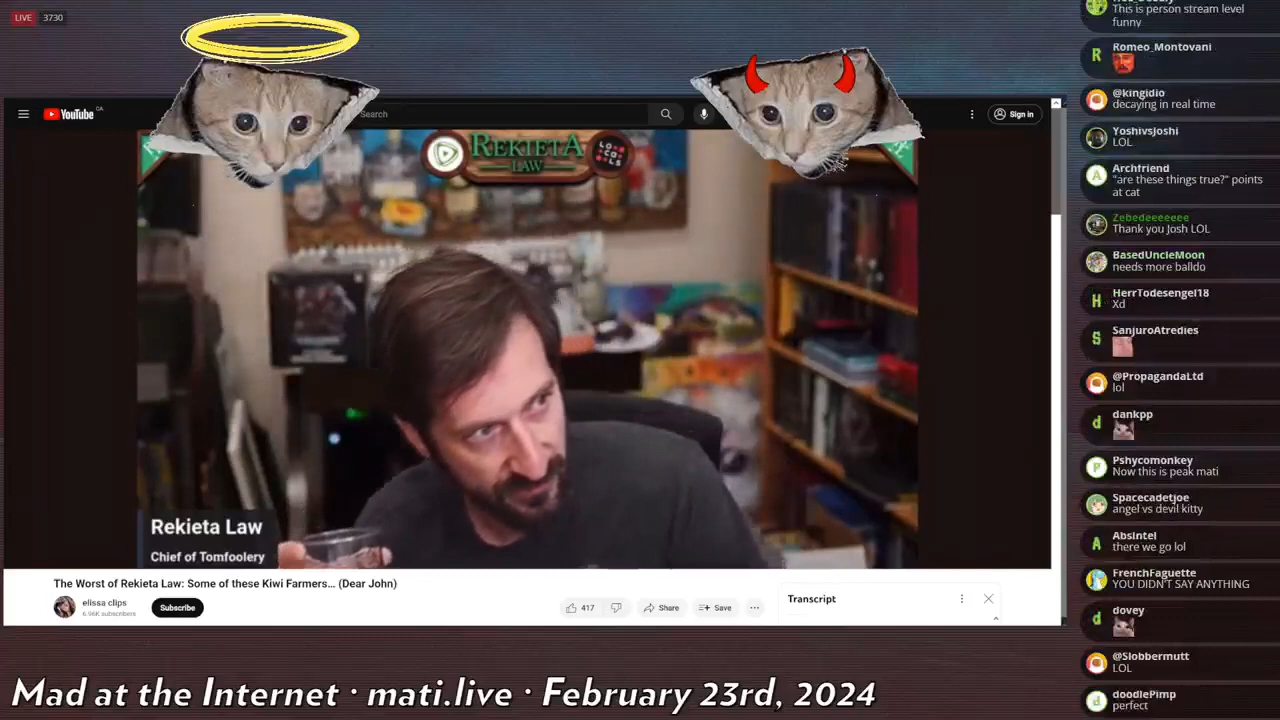 LIVE 3730
YouTube CA
Search
Sign in
REKIETA
LAW
LOCALS
Rekieta Law
Chief of Tomfoolery
The Worst of Rekieta Law: Some of these Kiwi Farmers... (Dear John)
elissa clips
6.96K subscribers
Subscribe
417
Share
Save
Transcript
Mad at the Internet · mati.live · February 23rd, 2024
This is person stream level
funny
Romeo_Montovani
@kingidio
decaying in real time
YoshivsJoshi
LOL
Archfriend
"are these things true?" points
at cat
Zebedeeeeeee
Thank you Josh LOL
BasedUncleMoon
needs more balldo
HerrTodesengel18
Xd
SanjuroAtredies
@PropagandaLtd
lol
dankpp
Pshycomonkey
Now this is peak mati
Spacecadetjoe
angel vs devil kitty
Absintel
there we go lol
FrenchFaguette
YOU DIDN'T SAY ANYTHING
dovey
@Slobbermutt
LOL
doodlePimp
perfect